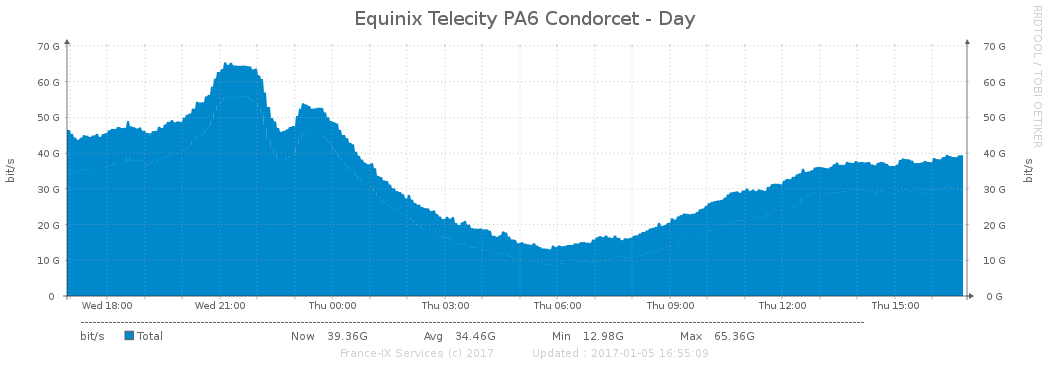 Equinix Telecity PA6 Condorcet - Day
RRDTOOL / TOBI OETIKER
70 G 70 G
60 G 60 G
50 G 50 G
40 G 40 G
30 G 30 G
20 G 20 G
10 G 10 G
0 0 G
bit/s bit/s
Wed 18:00 Wed 21:00 Thu 00:00 Thu 03:00 Thu 06:00 Thu 09:00 Thu 12:00 Thu 15:00
bit/s Total Now 39.36G Avg 34.46G Min 12.98G Max 65.36G
France-IX Services (c) 2017 Updated : 2017-01-05 16:55:09